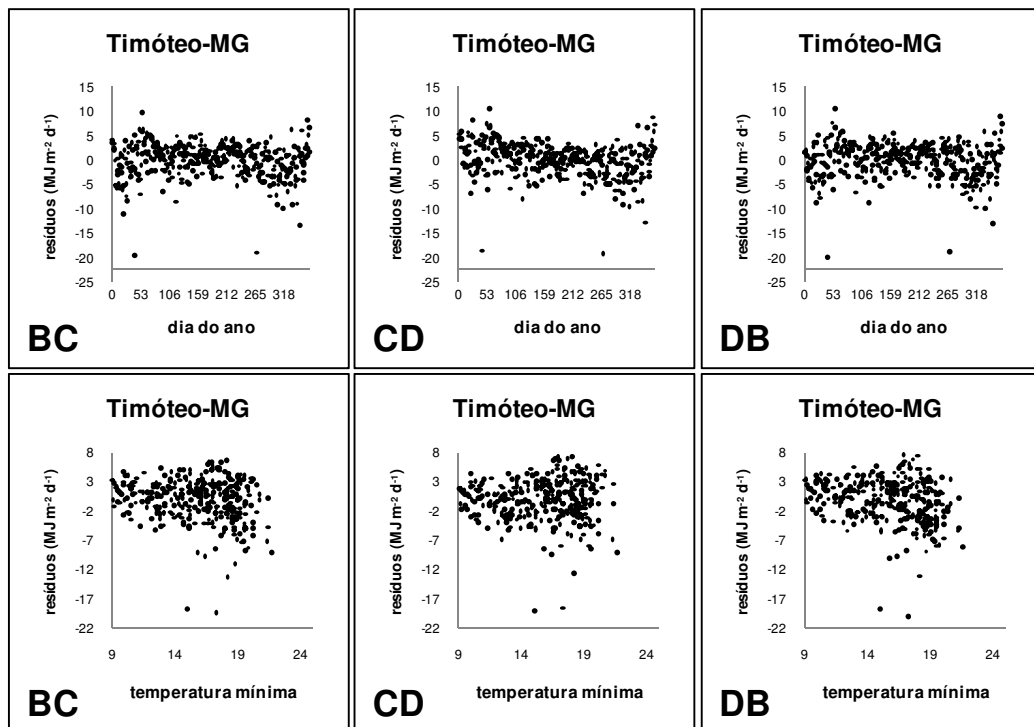 Timóteo-MG
15
10
5
0
-5
-10
-15
-20
-25
resíduos (MJ m⁻² d⁻¹)
0 53 106 159 212 265 318
dia do ano
BC
Timóteo-MG
15
10
5
0
-5
-10
-15
-20
-25
resíduos (MJ m⁻² d⁻¹)
0 53 106 159 212 265 318
dia do ano
CD
Timóteo-MG
15
10
5
0
-5
-10
-15
-20
-25
resíduos (MJ m⁻² d⁻¹)
0 53 106 159 212 265 318
dia do ano
DB
Timóteo-MG
8
3
-2
-7
-12
-17
-22
resíduos (MJ m⁻² d⁻¹)
9 14 19 24
temperatura mínima
BC
Timóteo-MG
8
3
-2
-7
-12
-17
-22
resíduos (MJ m⁻² d⁻¹)
9 14 19 24
temperatura mínima
CD
Timóteo-MG
8
3
-2
-7
-12
-17
-22
resíduos (MJ m⁻² d⁻¹)
9 14 19 24
temperatura mínima
DB